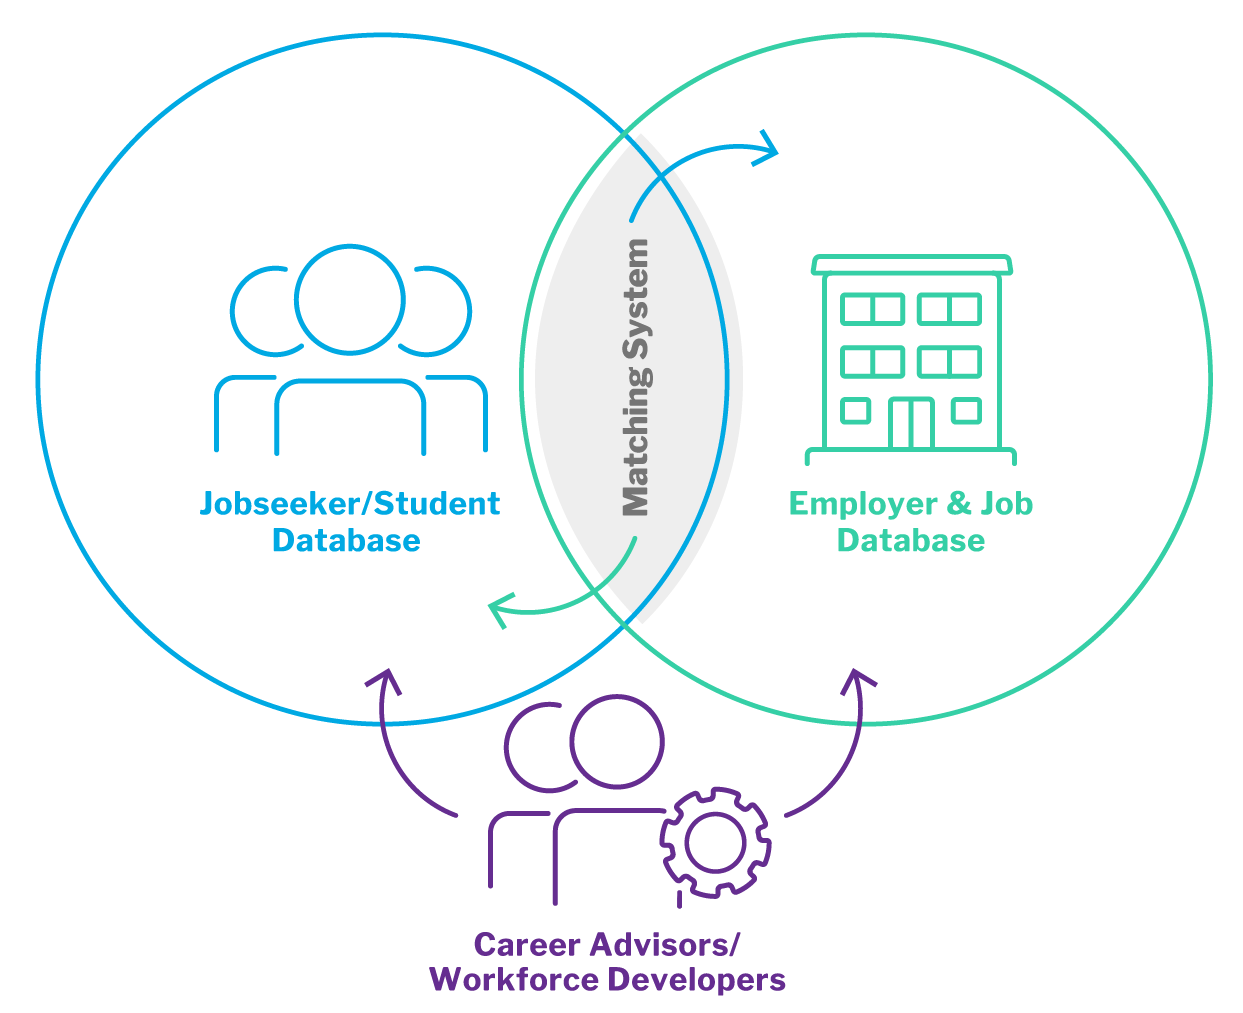 Matching System
Jobseeker/Student
Database
Employer & Job
Database
Career Advisors/
Workforce Developers